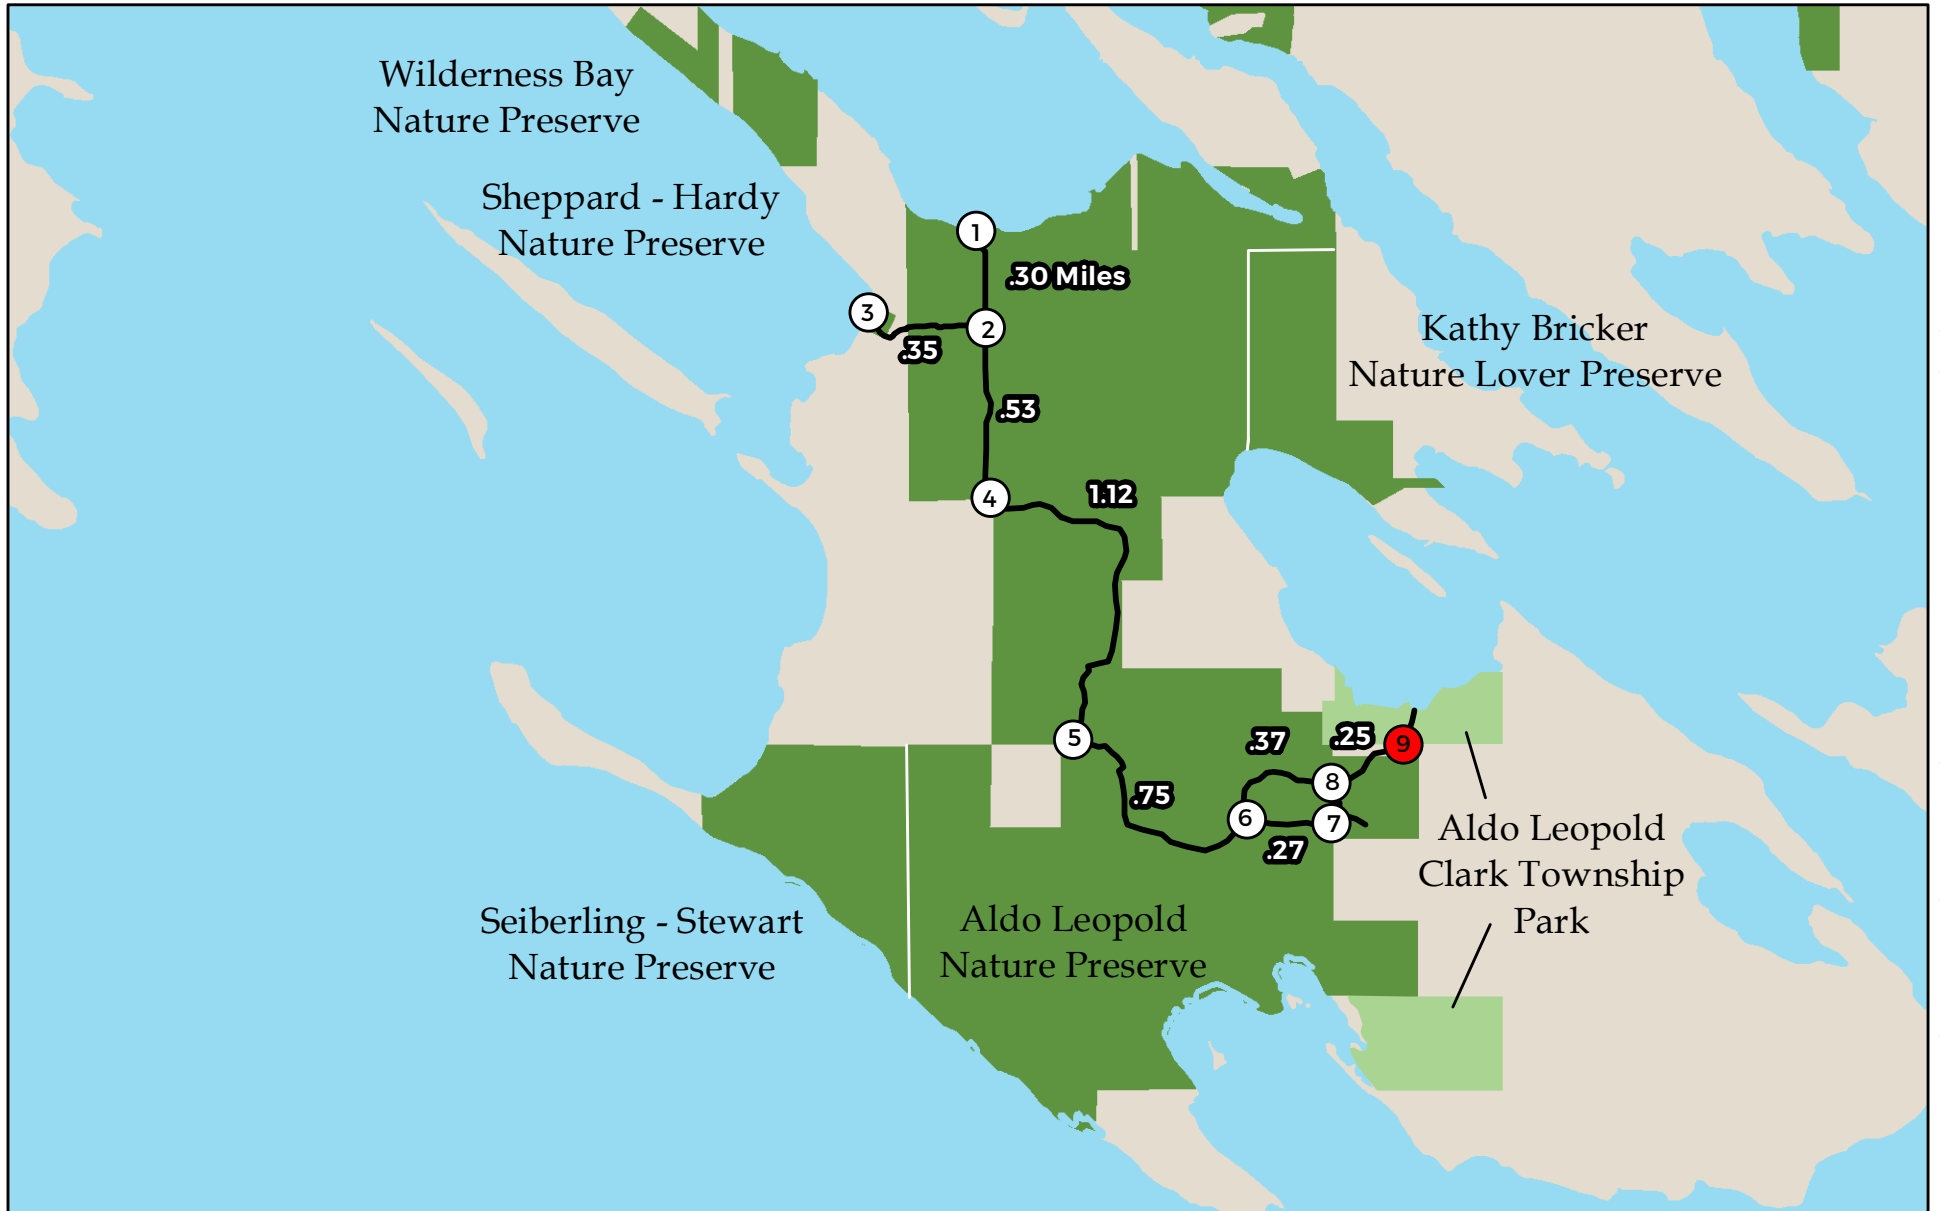 Wilderness Bay
Nature Preserve
Sheppard - Hardy
Nature Preserve
1
.30 Miles
3
2
.35
Kathy Bricker
Nature Lover Preserve
.53
4
1.12
5
.37
.25
9
8
.75
6
7
.27
Aldo Leopold
Clark Township
Park
Seiberling - Stewart
Nature Preserve
Aldo Leopold
Nature Preserve